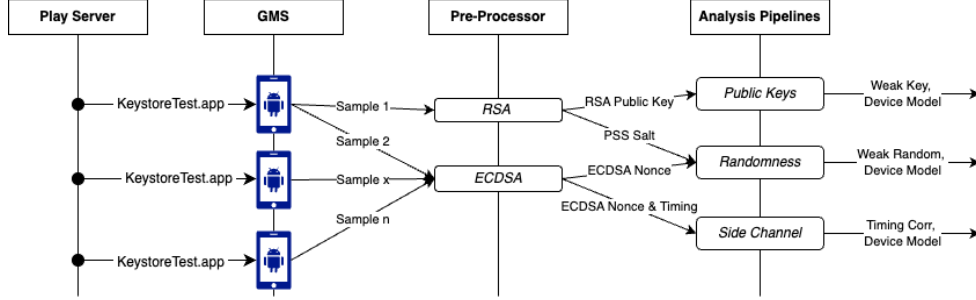 Play Server
GMS
Pre-Processor
Analysis Pipelines
KeystoreTest.app
Sample 1
RSA
RSA Public Key
Public Keys
Weak Key,
Device Model
Sample 2
PSS Salt
KeystoreTest.app
Sample x
ECDSA
ECDSA Nonce
Randomness
Weak Random,
Device Model
Sample n
ECDSA Nonce & Timing
Side Channel
Timing Corr,
Device Model
KeystoreTest.app